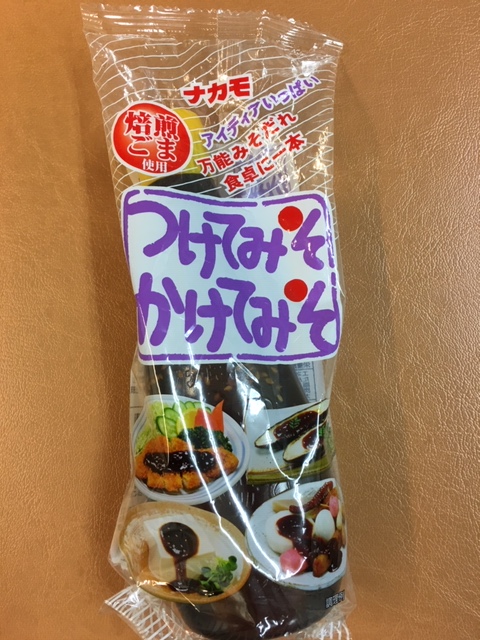 ナカモ
焙煎
ごま
使用
アイディアいっぱい
万能みそだれ
食卓に一本
つけてみそ
かけてみそ